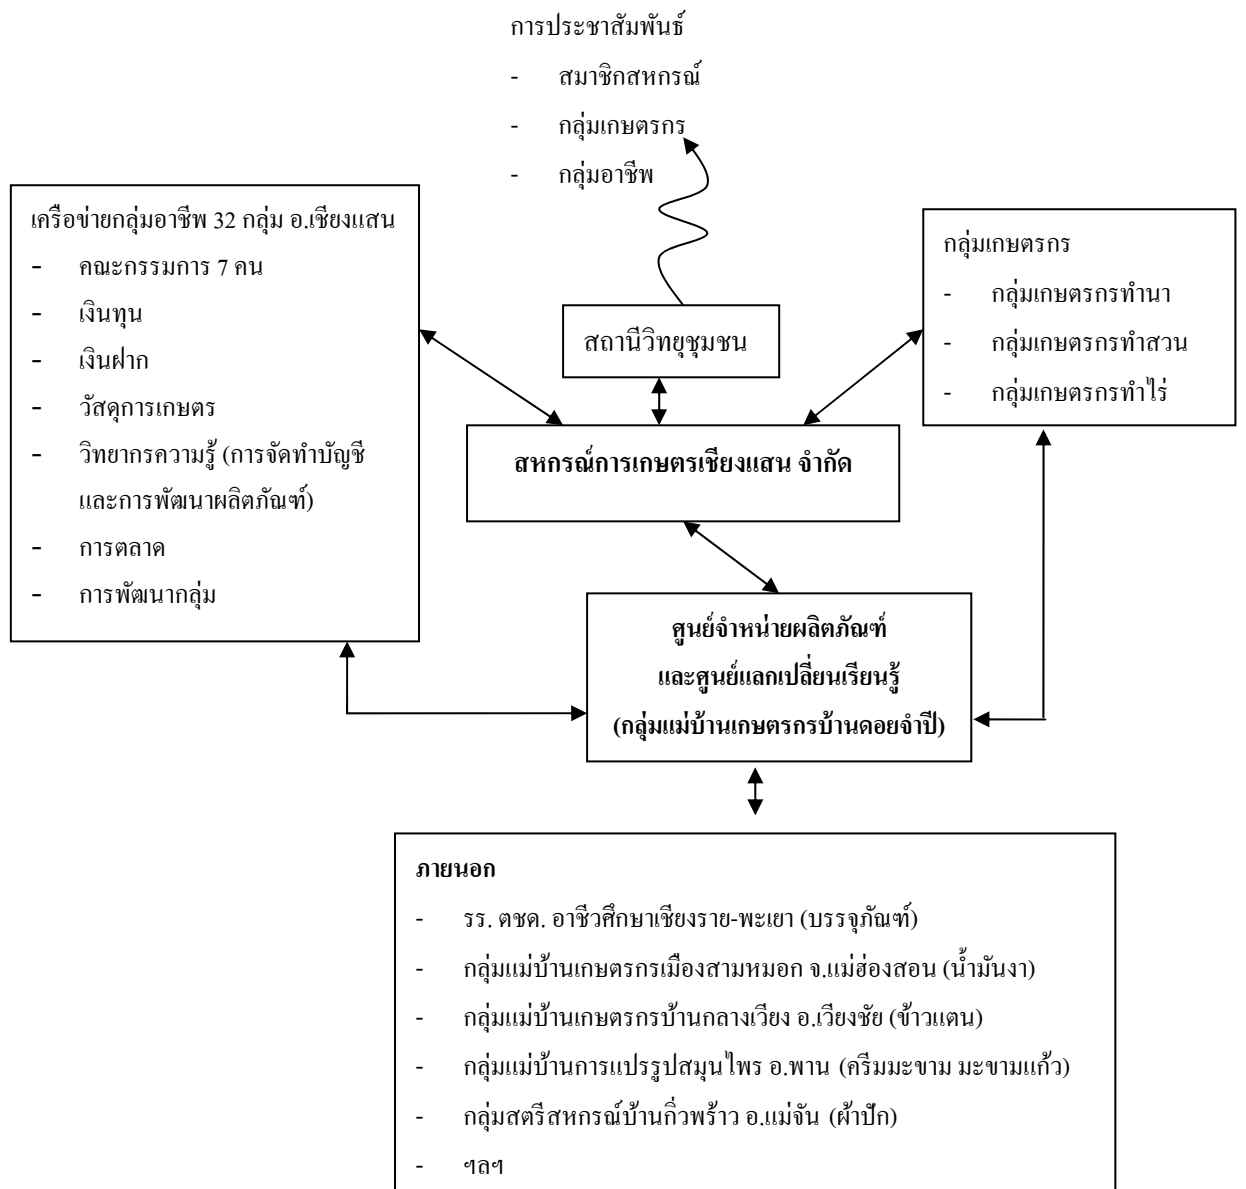 การประชาสัมพันธ์
- สมาชิกสหกรณ์
- กลุ่มเกษตรกร
- กลุ่มอาชีพ
เครือข่ายกลุ่มอาชีพ 32 กลุ่ม อ.เชียงแสน
- คณะกรรมการ 7 คน
- เงินทุน
- เงินฝาก
- วัสดุการเกษตร
- วิทยากรความรู้ (การจัดทำบัญชี
และการพัฒนาผลิตภัณฑ์)
- การตลาด
- การพัฒนากลุ่ม
สถานีวิทยุชุมชน
กลุ่มเกษตรกร
- กลุ่มเกษตรกรทำนา
- กลุ่มเกษตรกรทำสวน
- กลุ่มเกษตรกรทำไร่
สหกรณ์การเกษตรเชียงแสน จำกัด
ศูนย์จำหน่ายผลิตภัณฑ์
และศูนย์แลกเปลี่ยนเรียนรู้
(กลุ่มแม่บ้านเกษตรกรบ้านดอยจำปี)
ภายนอก
- รร. ตชด. อาชีวศึกษาเชียงราย-พะเยา (บรรจุภัณฑ์)
- กลุ่มแม่บ้านเกษตรกรเมืองสามหมอก จ.แม่ฮ่องสอน (น้ำมันงา)
- กลุ่มแม่บ้านเกษตรกรบ้านกลางเวียง อ.เวียงชัย (ข้าวแตน)
- กลุ่มแม่บ้านการแปรรูปสมุนไพร อ.พาน (ครีมมะขาม มะขามแก้ว)
- กลุ่มสตรีสหกรณ์บ้านกิ่วพร้าว อ.แม่จัน (ผ้าปัก)
- ฯลฯ